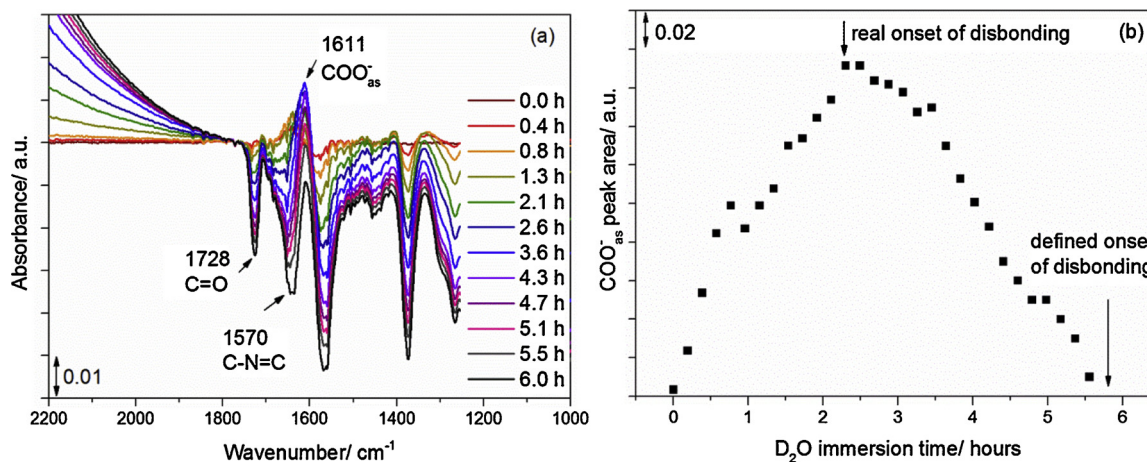 (a)
1611
COO⁻as
0.0 h
0.4 h
0.8 h
1.3 h
2.1 h
2.6 h
3.6 h
4.3 h
4.7 h
5.1 h
5.5 h
6.0 h
1728
C=O
1570
C-N=C
0.01
Absorbance/ a.u.
2200 2000 1800 1600 1400 1200 1000
Wavenumber/ cm⁻¹
(b)
0.02
real onset of disbonding
defined onset
of disbonding
COO⁻as peak area/ a.u.
0 1 2 3 4 5 6
D₂O immersion time/ hours